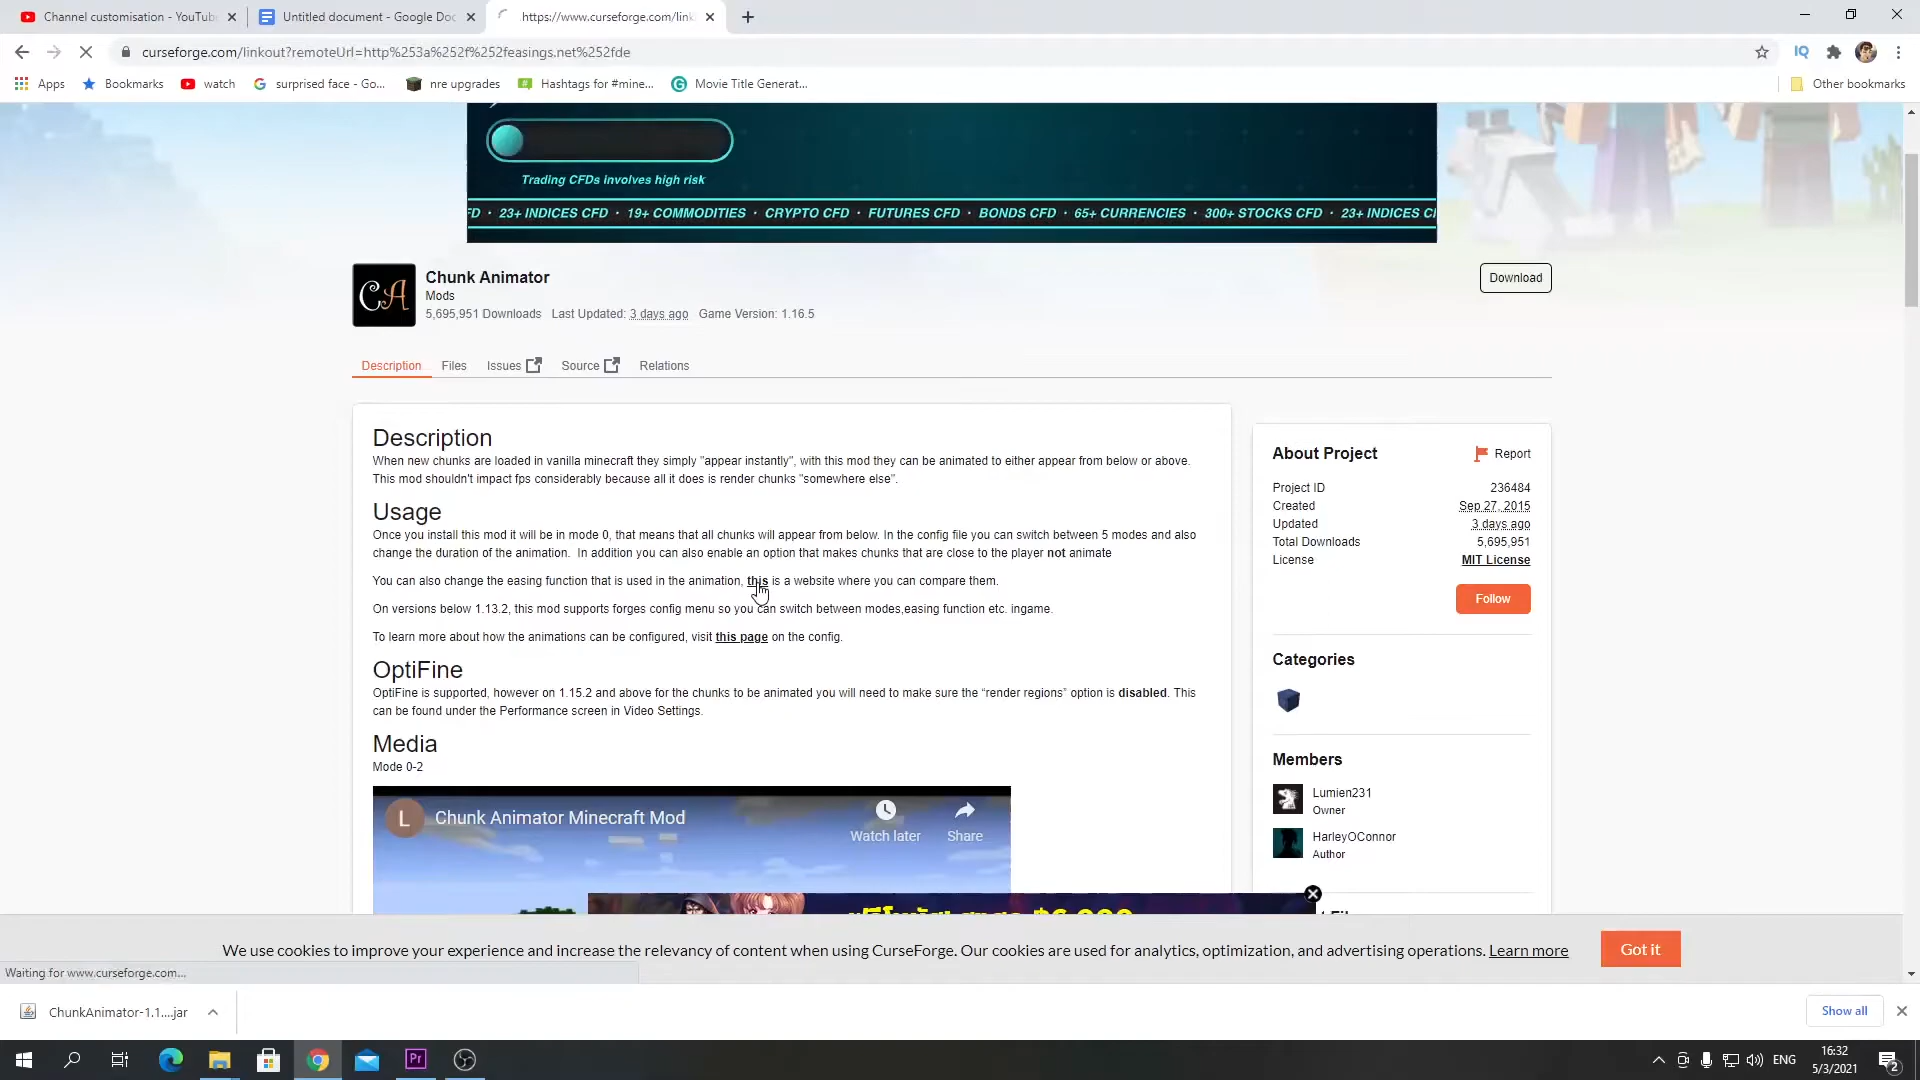 Channel customisation - YouTub
Untitled document - Google Doc
https://www.curseforge.com/link
curseforge.com/linkout?remoteUrl=http%253a%252f%252feasings.net%252fde
Apps
Bookmarks
watch
surprised face - Go...
nre upgrades
Hashtags for #mine...
Movie Title Generat...
Other bookmarks
Trading CFDs involves high risk
FD · 23+ INDICES CFD · 19+ COMMODITIES · CRYPTO CFD · FUTURES CFD · BONDS CFD · 65+ CURRENCIES · 300+ STOCKS CFD · 23+ INDICES CF
CA
Chunk Animator
Mods
5,695,951 Downloads Last Updated: 3 days ago Game Version: 1.16.5
Download
Description Files Issues Source Relations
Description
When new chunks are loaded in vanilla minecraft they simply "appear instantly", with this mod they can be animated to either appear from below or above.
This mod shouldn't impact fps considerably because all it does is render chunks "somewhere else".
Usage
Once you install this mod it will be in mode 0, that means that all chunks will appear from below. In the config file you can switch between 5 modes and also
change the duration of the animation. In addition you can also enable an option that makes chunks that are close to the player not animate
You can also change the easing function that is used in the animation, this is a website where you can compare them.
On versions below 1.13.2, this mod supports forges config menu so you can switch between modes,easing function etc. ingame.
To learn more about how the animations can be configured, visit this page on the config.
OptiFine
OptiFine is supported, however on 1.15.2 and above for the chunks to be animated you will need to make sure the “render regions” option is disabled. This
can be found under the Performance screen in Video Settings.
Media
Mode 0-2
L
Chunk Animator Minecraft Mod
Watch later
Share
About Project
Report
Project ID 236484
Created Sep 27, 2015
Updated 3 days ago
Total Downloads 5,695,951
License MIT License
Follow
Categories
Members
Lumien231
Owner
HarleyOConnor
Author
We use cookies to improve your experience and increase the relevancy of content when using CurseForge. Our cookies are used for analytics, optimization, and advertising operations. Learn more
Got it
Waiting for www.curseforge.com...
ChunkAnimator-1.1....jar
Show all
Pr
ENG
16:32
5/3/2021
2